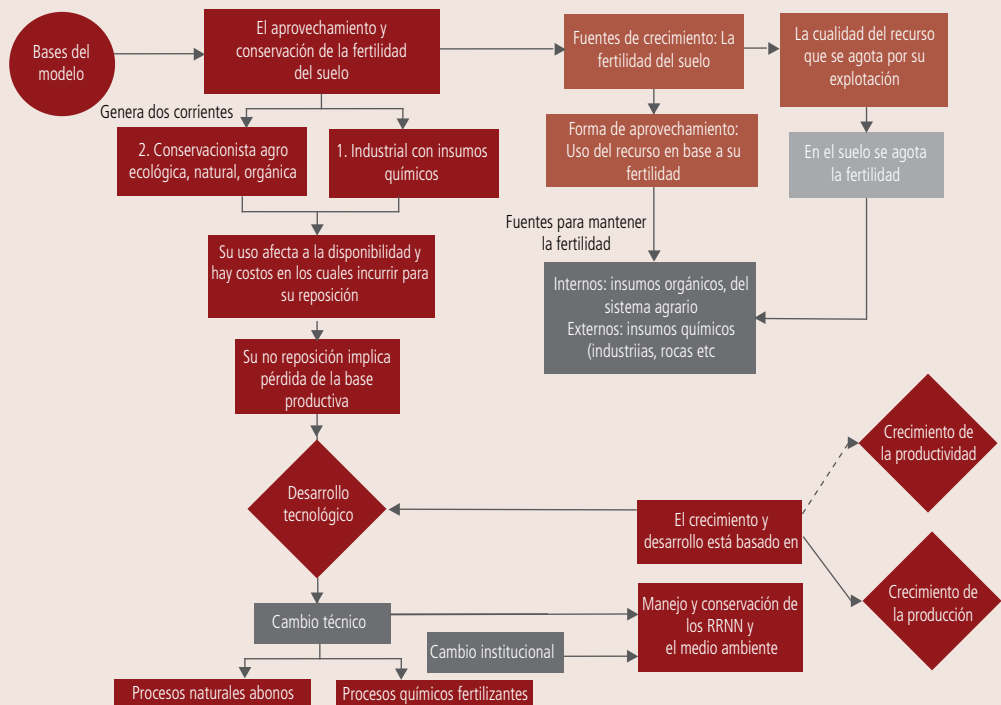 Bases del
modelo
El aprovechamiento y
conservación de la fertilidad
del suelo
Fuentes de crecimiento: La
fertilidad del suelo
La cualidad del recurso
que se agota por su
explotación
Genera dos corrientes
2. Conservacionista agro
ecológica, natural, orgánica
1. Industrial con insumos
químicos
Forma de aprovechamiento:
Uso del recurso en base a su
fertilidad
En el suelo se agota
la fertilidad
Fuentes para mantener
la fertilidad
Su uso afecta a la disponibilidad y
hay costos en los cuales incurrir para
su reposición
Internos: insumos orgánicos, del
sistema agrario
Externos: insumos químicos
(industriias, rocas etc
Su no reposición implica
pérdida de la base
productiva
Desarrollo
tecnológico
El crecimiento y
desarrollo está basado en
Crecimiento de
la productividad
Crecimiento de
la producción
Cambio técnico
Cambio institucional
Manejo y conservación de
los RRNN y
el medio ambiente
Procesos naturales abonos
Procesos químicos fertilizantes